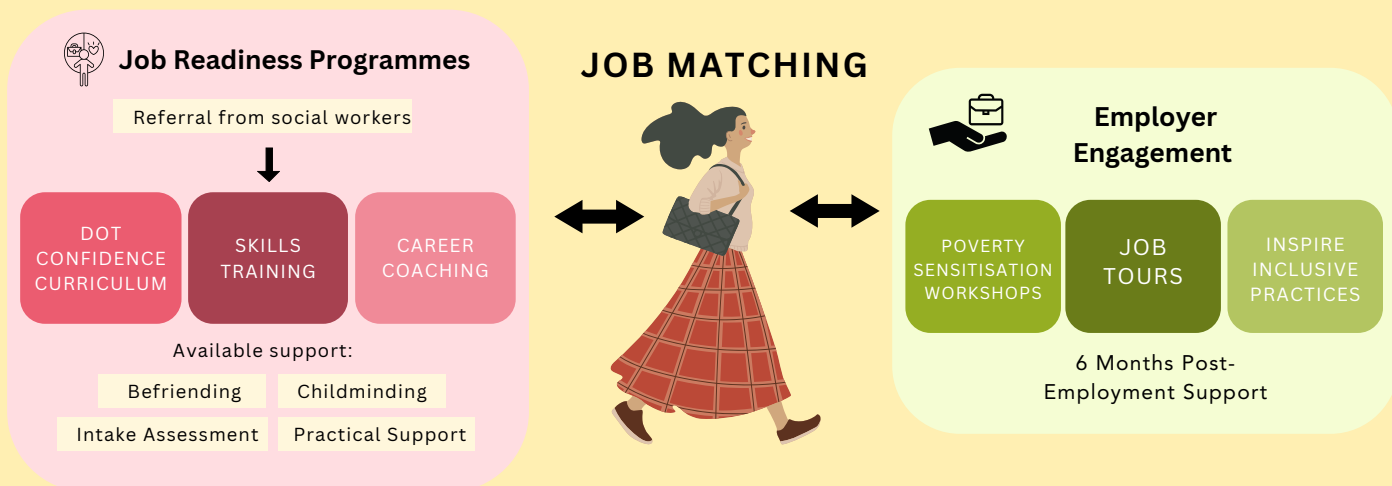 Job Readiness Programmes
Referral from social workers
DOT
CONFIDENCE
CURRICULUM
SKILLS
TRAINING
CAREER
COACHING
Available support:
Befriending
Childminding
Intake Assessment
Practical Support
JOB MATCHING
Employer
Engagement
POVERTY
SENSITISATION
WORKSHOPS
JOB
TOURS
INSPIRE
INCLUSIVE
PRACTICES
6 Months Post-
Employment Support